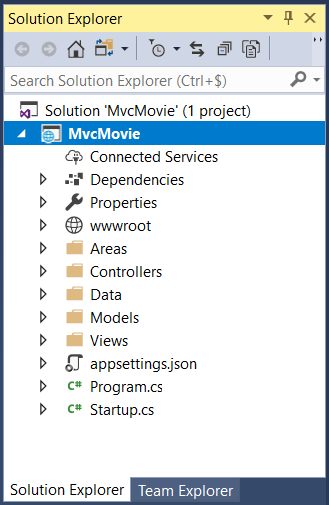 Solution Explorer
Search Solution Explorer (Ctrl+$)
Solution 'MvcMovie' (1 project)
MvcMovie
Connected Services
Dependencies
Properties
wwwroot
Areas
Controllers
Data
Models
Views
appsettings.json
C# Program.cs
C# Startup.cs
Solution Explorer Team Explorer